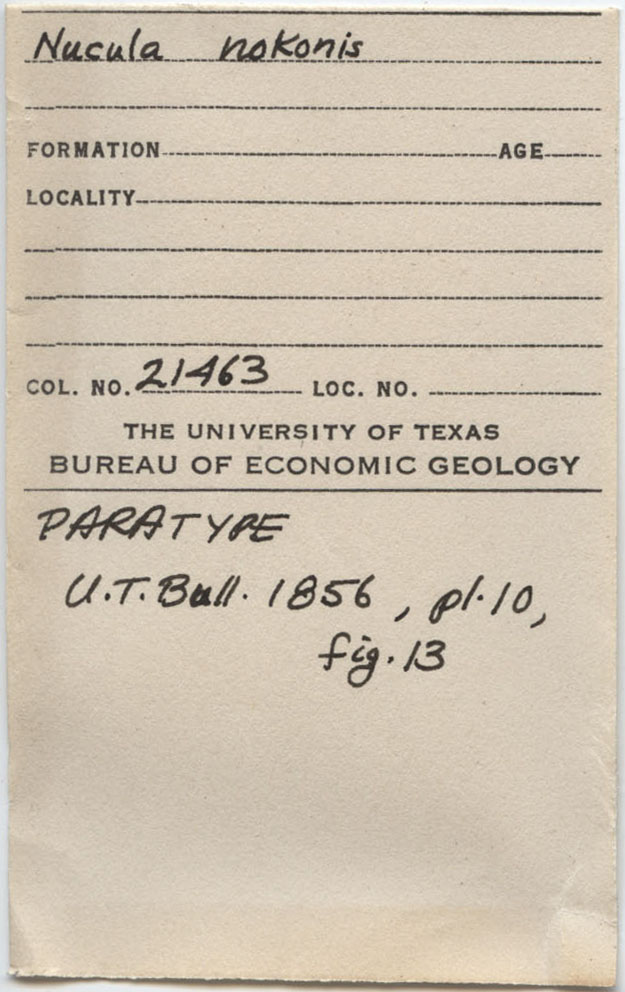 Nucula nokonis
FORMATION AGE
LOCALITY
COL. NO. 21463 LOC. NO.
THE UNIVERSITY OF TEXAS
BUREAU OF ECONOMIC GEOLOGY
PARATYPE
U.T. Bull. 1856, pl. 10,
fig. 13